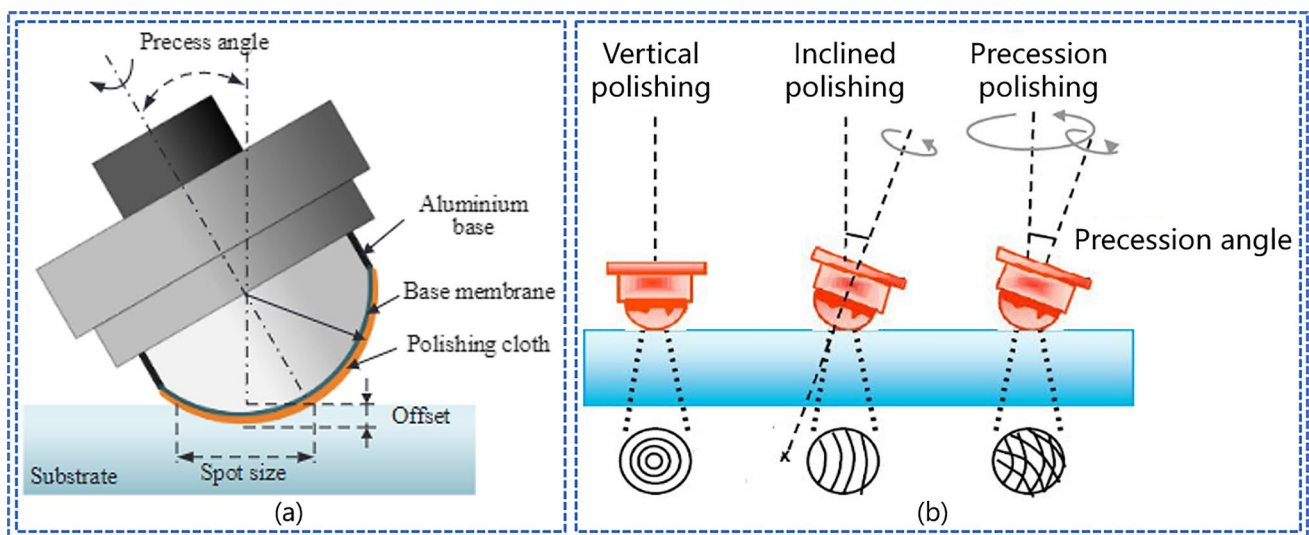 Precess angle
Aluminium
base
Base membrane
Polishing cloth
Offset
Spot size
Substrate
(a)
Vertical
polishing
Inclined
polishing
Precession
polishing
Precession angle
x
(b)